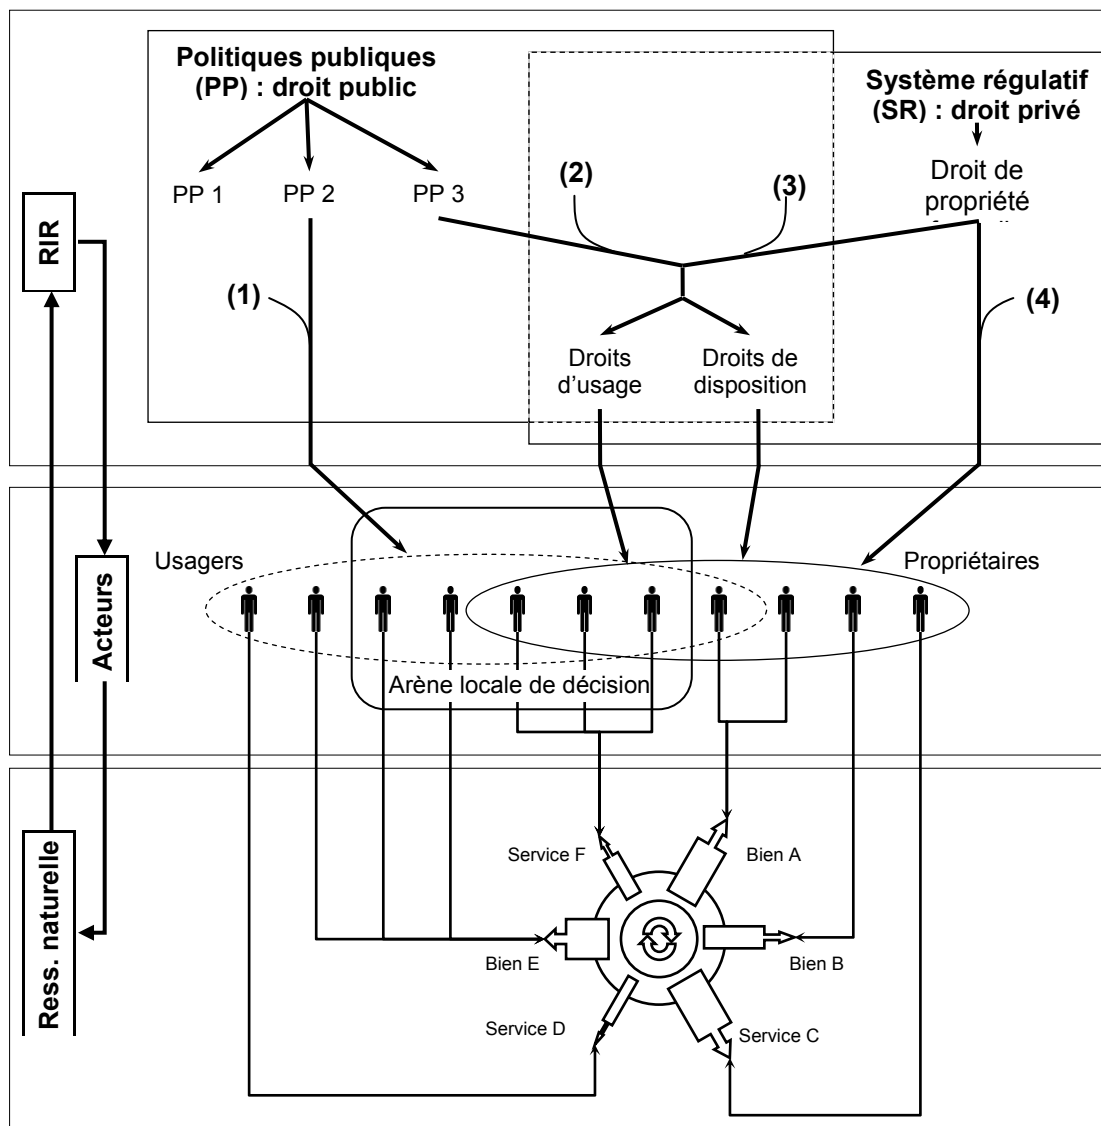 Politiques publiques
(PP) : droit public
Système régulatif
(SR) : droit privé
PP 1
PP 2
PP 3
(2)
(3)
Droit de
propriété
RIR
(1)
(4)
Droits
d’usage
Droits de
disposition
Usagers
Propriétaires
Acteurs
Arène locale de décision
Ress. naturelle
Service F
Bien A
Bien E
Bien B
Service D
Service C